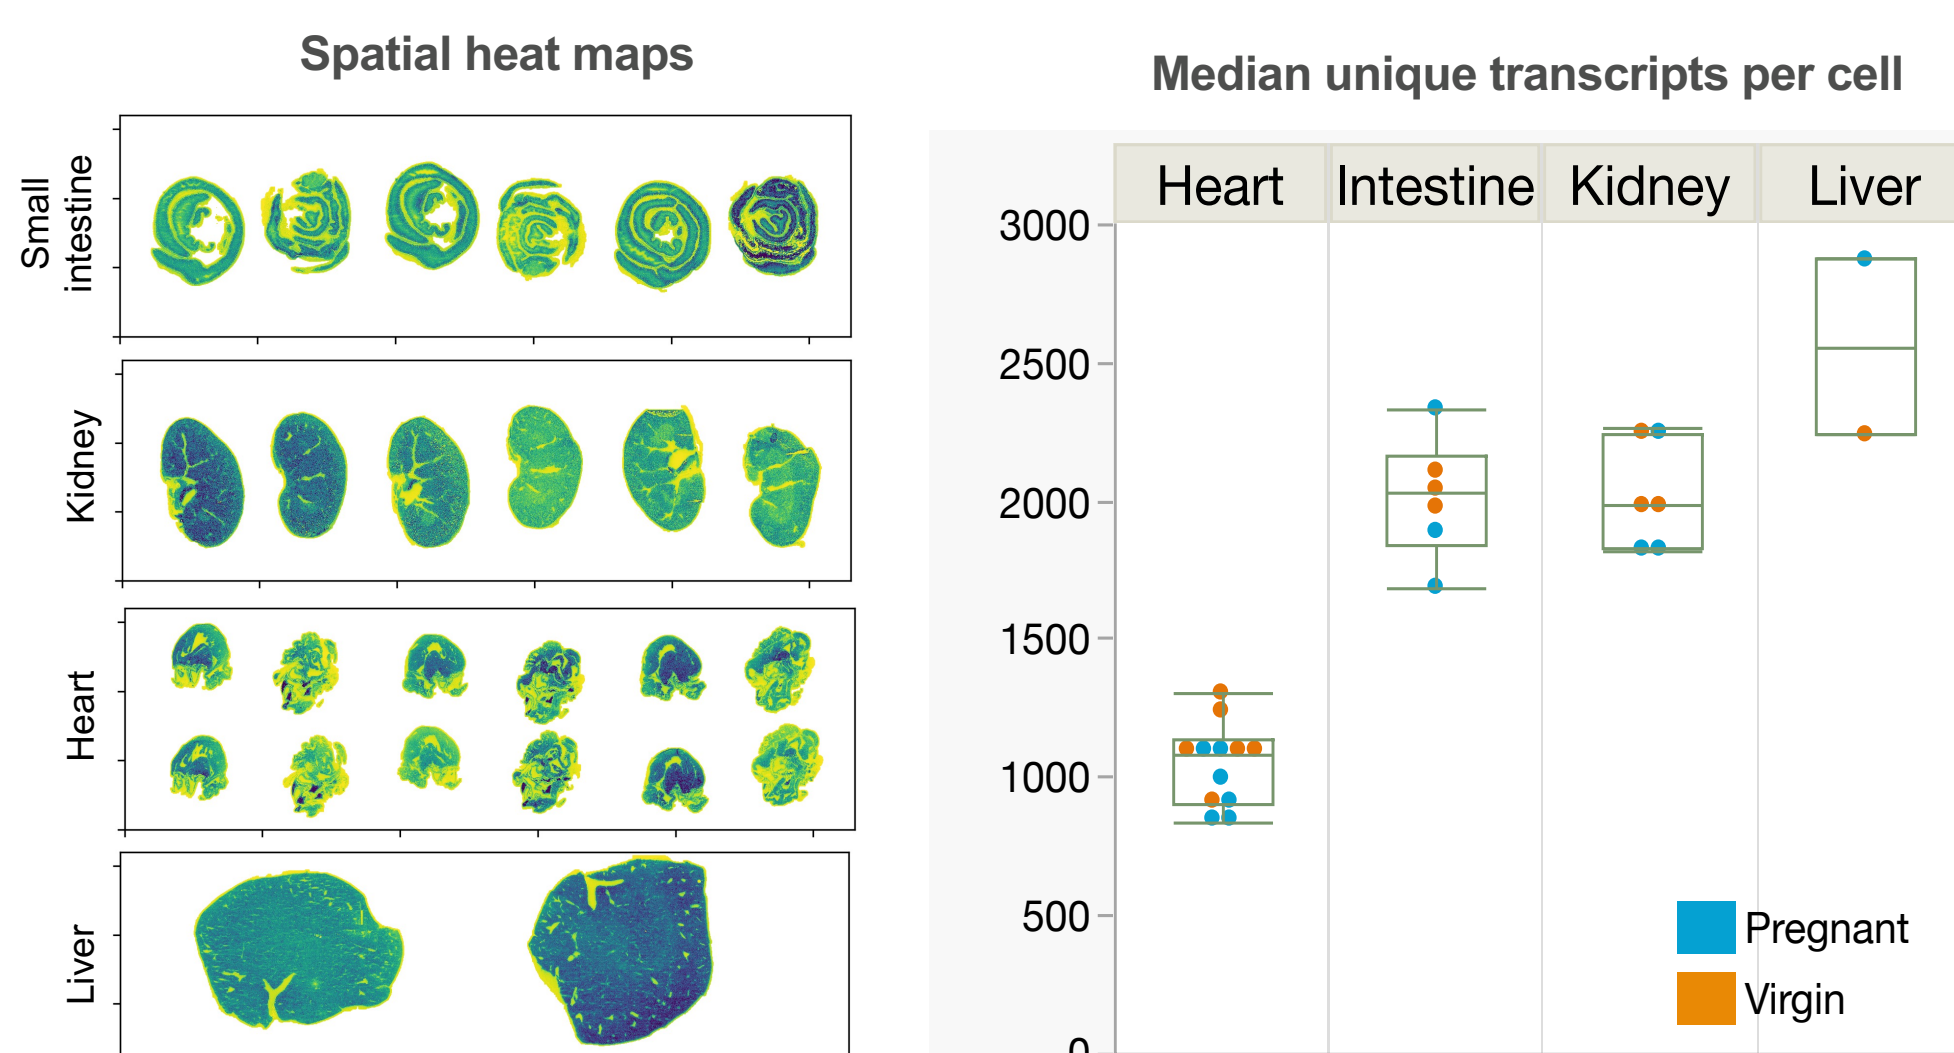 Spatial heat maps
Small
intestine
Kidney
Heart
Liver
Median unique transcripts per cell
Heart
Intestine
Kidney
Liver
3000
2500
2000
1500
1000
500
0
Pregnant
Virgin